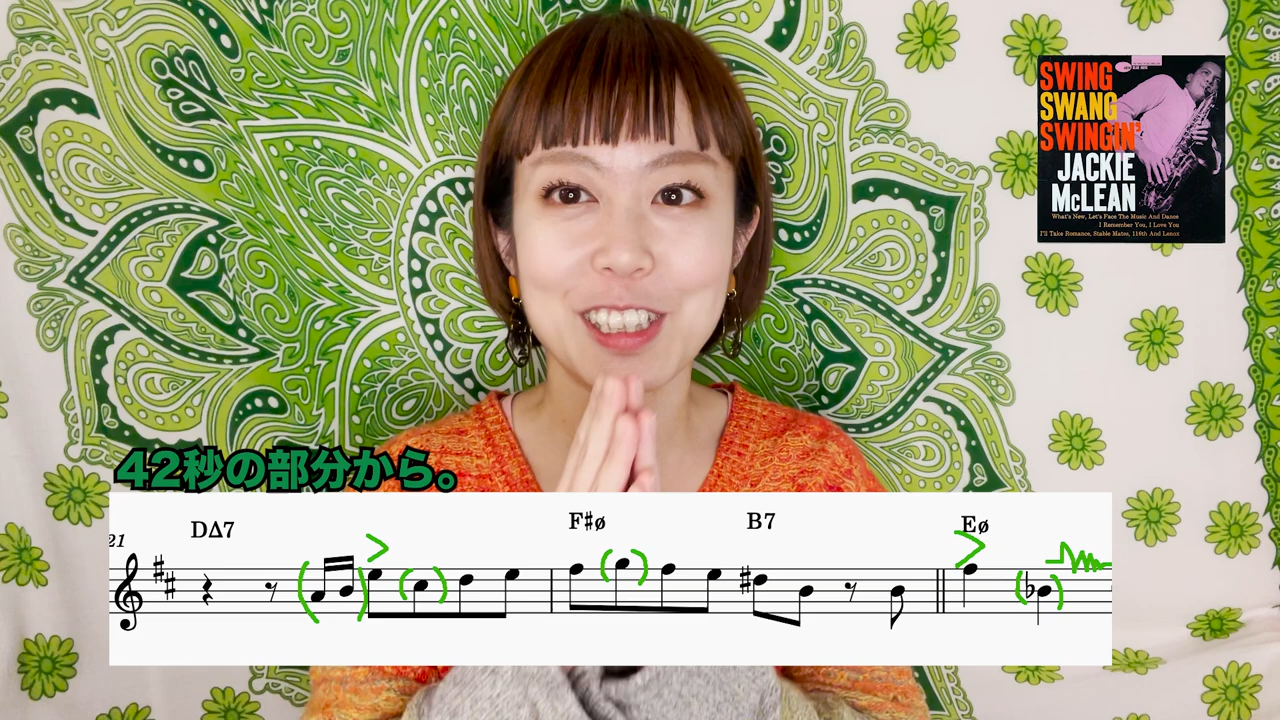 SWING
SWANG
SWINGIN'
JACKIE
McLEAN
What's New, Let's Face The Music And Dance
I Remember You, I Love You
I'll Take Romance, Stable Mates, 116th And Lenox
42秒の部分から。
21
DΔ7
F#ø
B7
Eø